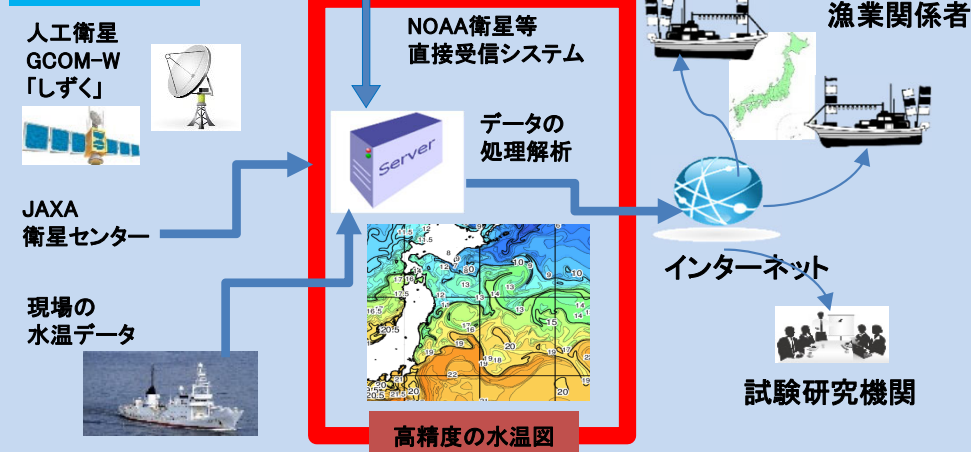 人工衛星
GCOM-W
「しずく」
JAXA
衛星センター
現場の
水温データ
NOAA衛星等
直接受信システム
Server
データの
処理解析
高精度の水温図
漁業関係者
インターネット
試験研究機関